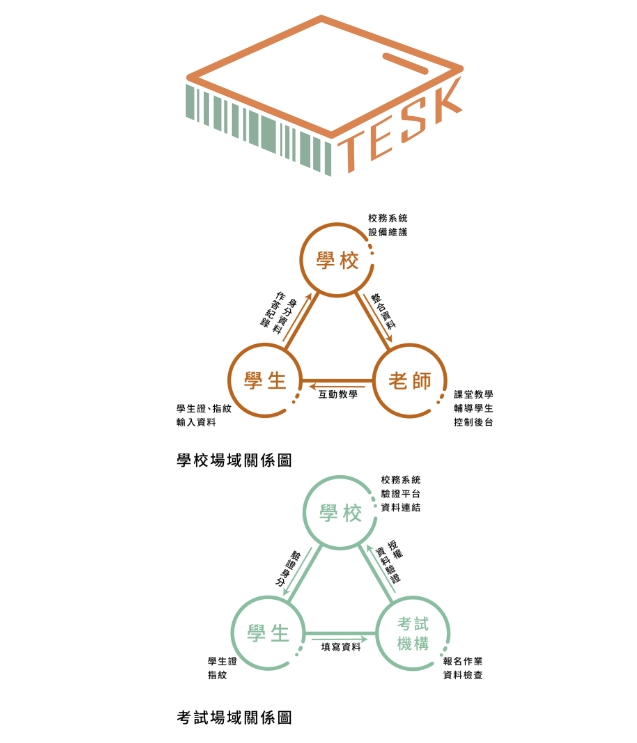 TESK
校務系統
設備維護
學校
身分資料
作答紀錄
整合資料
學生
老師
互動教學
學生證、指紋
輸入資料
課堂教學
輔導學生
控制後台
學校場域關係圖
校務系統
驗證平台
資料連結
學校
驗證身分
授權
資料驗證
學生
考試
機構
填寫資料
學生證
指紋
報名作業
資料檢查
考試場域關係圖